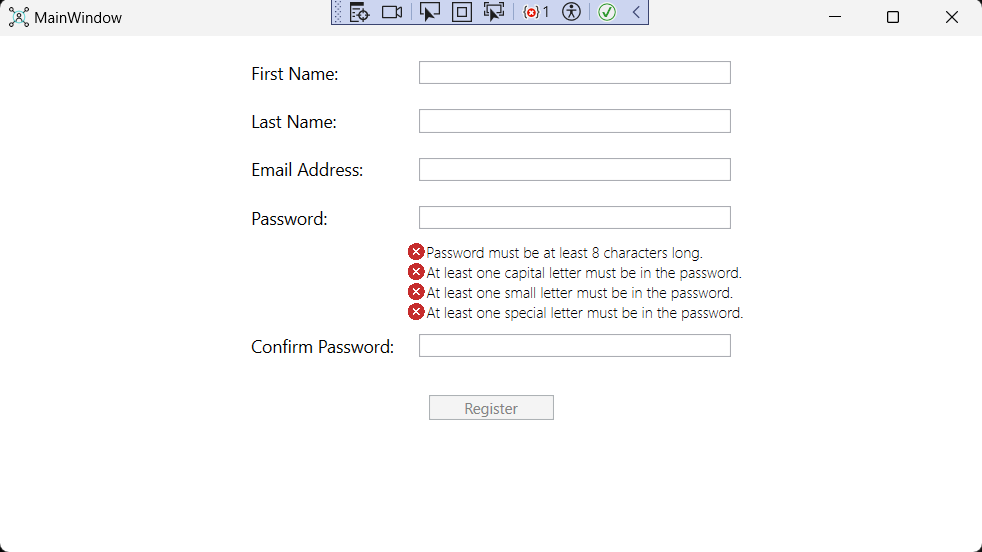 MainWindow
1
First Name:
Last Name:
Email Address:
Password:
Password must be at least 8 characters long.
At least one capital letter must be in the password.
At least one small letter must be in the password.
At least one special letter must be in the password.
Confirm Password:
Register